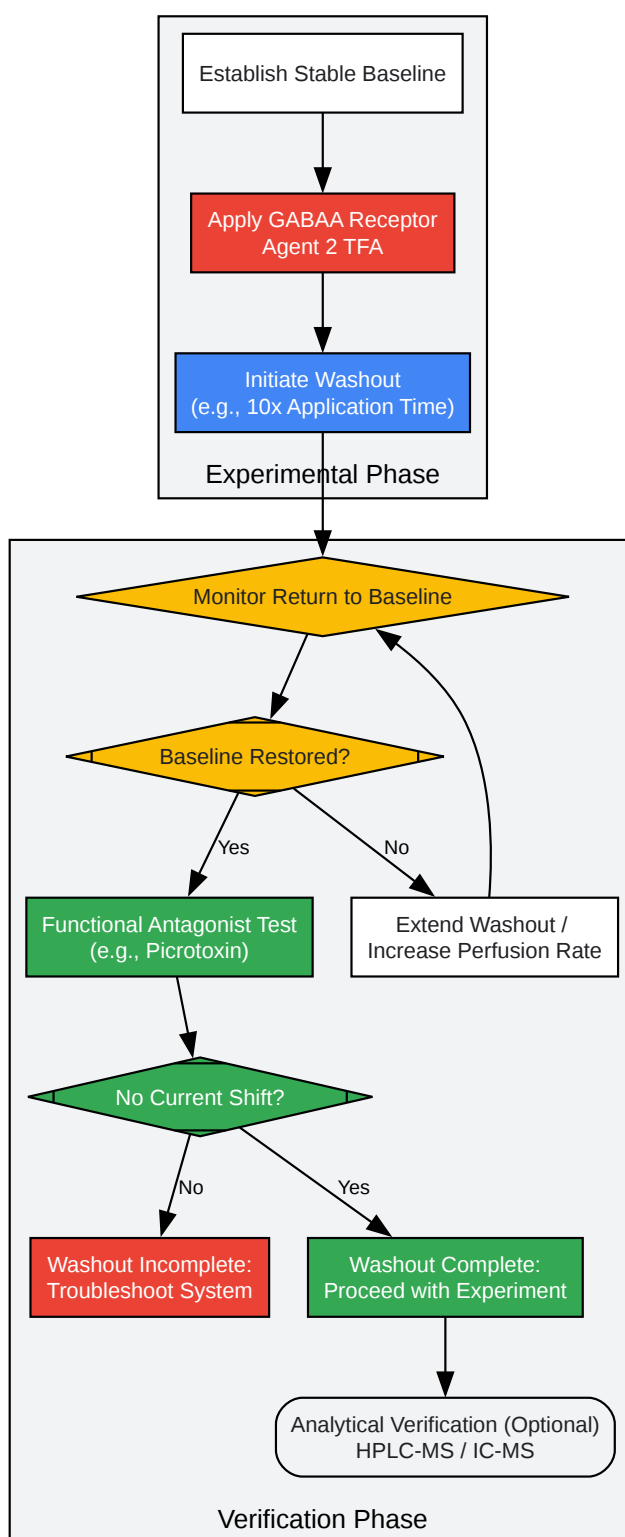 Establish Stable Baseline
Apply GABAA Receptor
Agent 2 TFA
Initiate Washout
(e.g., 10x Application Time)
Experimental Phase
Monitor Return to Baseline
Baseline Restored?
Yes
No
Functional Antagonist Test
(e.g., Picrotoxin)
Extend Washout /
Increase Perfusion Rate
No Current Shift?
No
Yes
Washout Incomplete:
Troubleshoot System
Washout Complete:
Proceed with Experiment
Analytical Verification (Optional)
HPLC-MS / IC-MS
Verification Phase